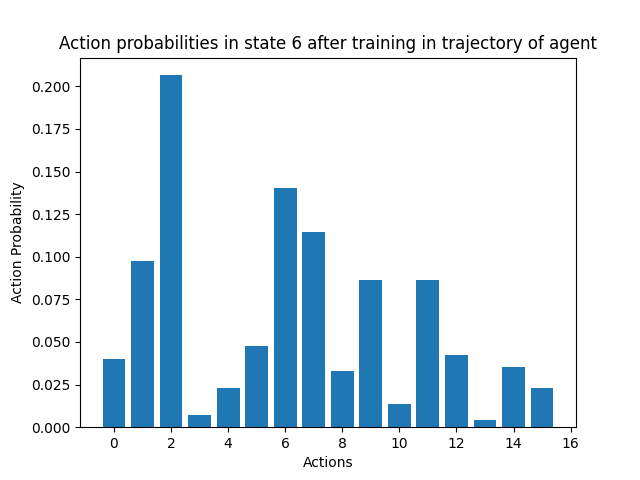 Action probabilities in state 6 after training in trajectory of agent
0.200
0.175
0.150
0.125
0.100
0.075
0.050
0.025
0.000
Action Probability
0 2 4 6 8 10 12 14 16
Actions